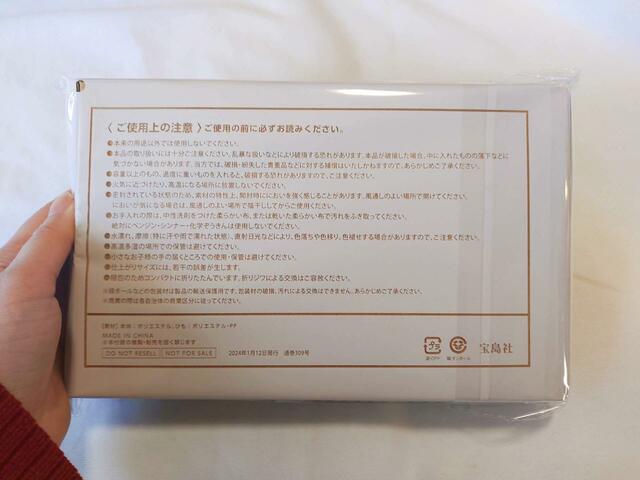 〈ご使用上の注意〉ご使用の前に必ずお読みください。
●本来の用途以外では使用しないでください。
●本品の取り扱いには十分ご注意ください。乱暴な扱いなどにより破損する恐れがあります。本品が破損した場合、中に入れたものの落下などに
気づかない場合があります。当方では、破損・紛失した貴重品などに対する補償はいたしかねますので、あらかじめご了承ください。
●容量以上のもの、過度に重いものを入れると、破損する恐れがありますので、ご注意ください。
●火気に近づけたり、高温になる場所に放置しないでください。
●密封されている状態のため、素材の特性上、開封時ににおいを強く感じることがあります。風通しのよい場所で開けてください。
においが気になる場合は、風通しのよい場所で陰干ししてからご使用ください。
●お手入れの際は、中性洗剤をつけた柔らかい布、または乾いた柔らかい布で汚れをふき取ってください。
絶対にベンジン・シンナー・化学ぞうきんは使用しないでください。
●水濡れ、摩擦（特に汗や雨で濡れた状態）、直射日光などにより、色落ちや色移り、色褪せする場合がありますので、ご注意ください。
●高温多湿の場所での保管は避けてください。
●小さなお子様の手の届くところでの使用・保管は避けてください。
●仕上がりサイズには、若干の誤差が生じます。
●梱包のためコンパクトに折りたたんでいます。折りジワによる交換はご容赦ください。
※段ボールなどの包装材は製品の輸送保護用です。包装材の破損、汚れによる交換はできません。あらかじめご了承ください。
※廃棄の際は各自治体の廃棄区分に従ってください。
［素材］本体：ポリエステル、ひも：ポリエステル・PP
MADE IN CHINA
※本付録の複製・転売を固く禁じます
DO NOT RESELL NOT FOR SALE 2024年1月12日発行 通巻309号
プラ
袋:OPP
箱:ダンボール
宝島社